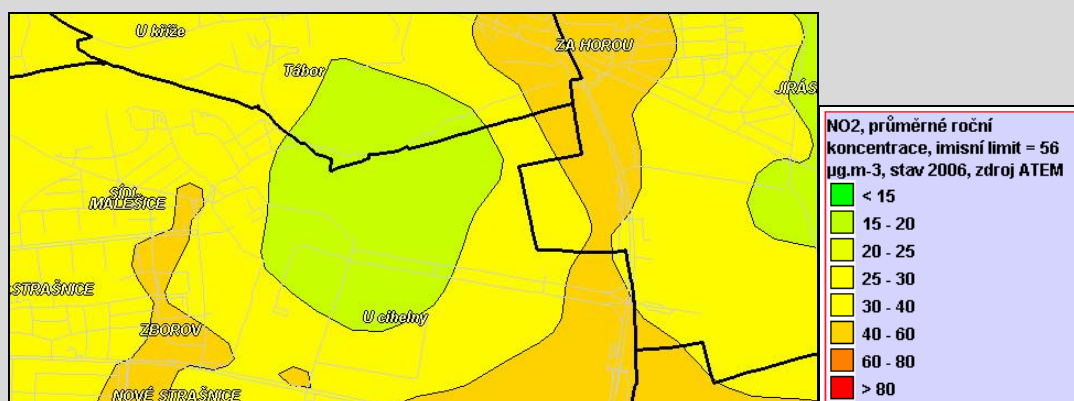 U kříže
ZA HOROU
Tábor
JIRÁS
SÍDL.
MALEŠICE
STRAŠNICE
U cihelny
ZBOROV
NOVÉ STRAŠNICE
NO2, průměrné roční
koncentrace, imisní limit = 56
µg.m-3, stav 2006, zdroj ATEM
< 15
15 - 20
20 - 25
25 - 30
30 - 40
40 - 60
60 - 80
> 80